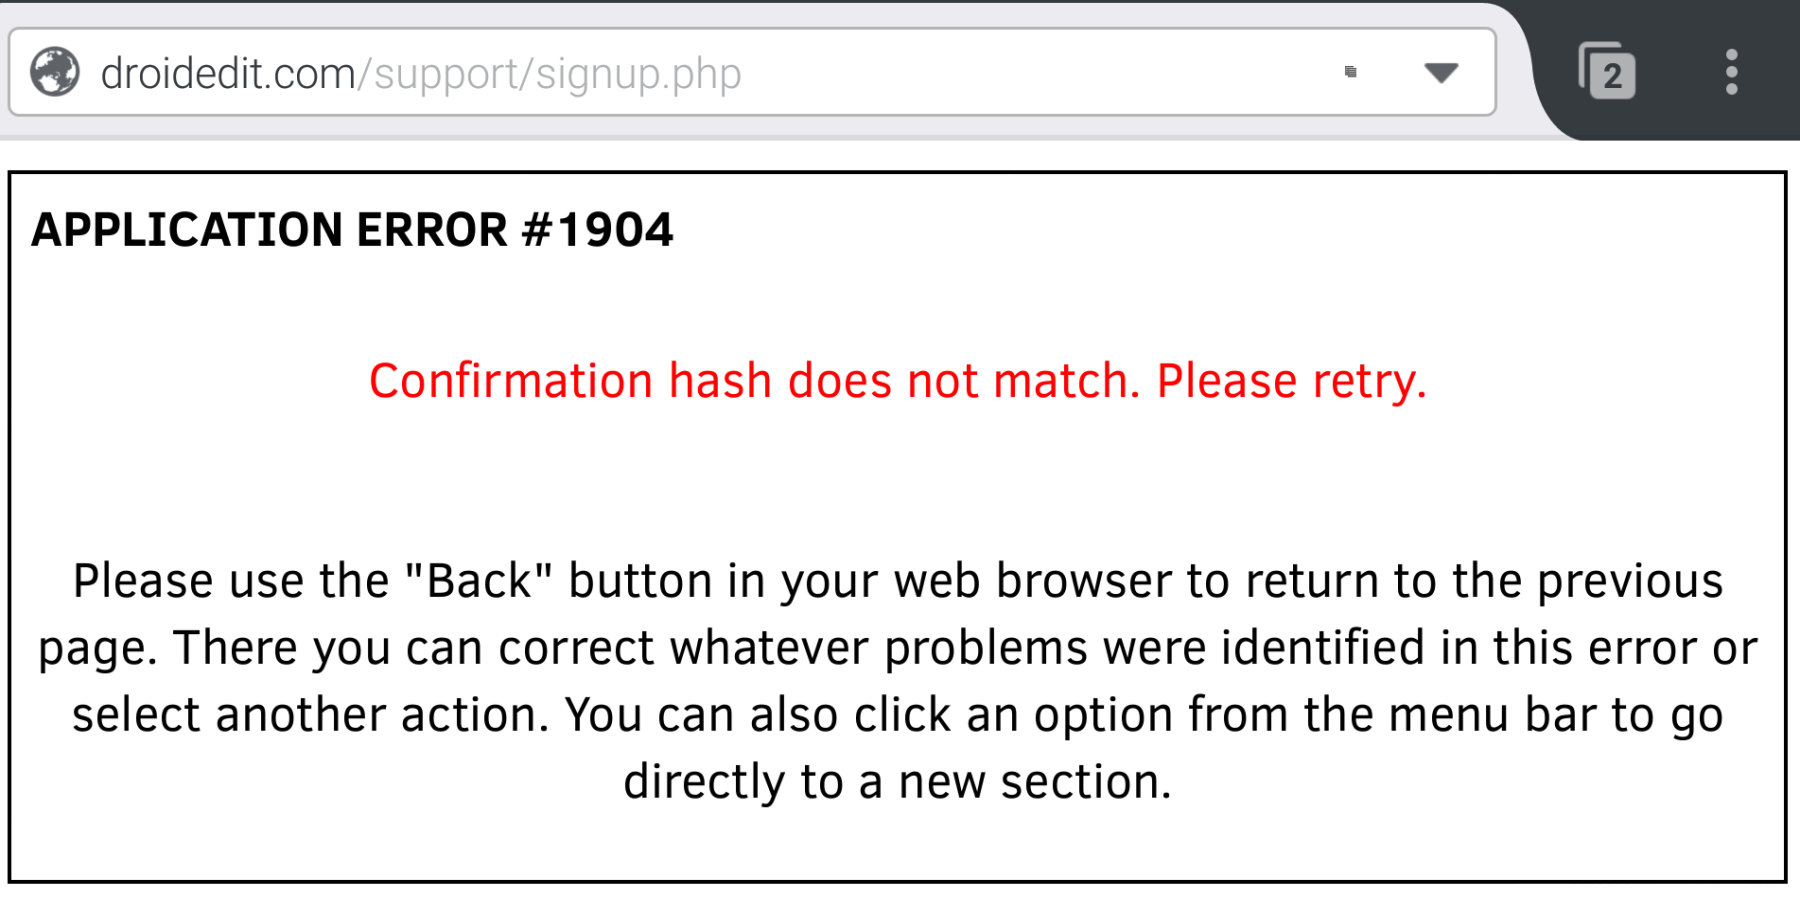 droidedit.com/support/signup.php
2
APPLICATION ERROR #1904
Confirmation hash does not match. Please retry.
Please use the "Back" button in your web browser to return to the previous
page. There you can correct whatever problems were identified in this error or
select another action. You can also click an option from the menu bar to go
directly to a new section.